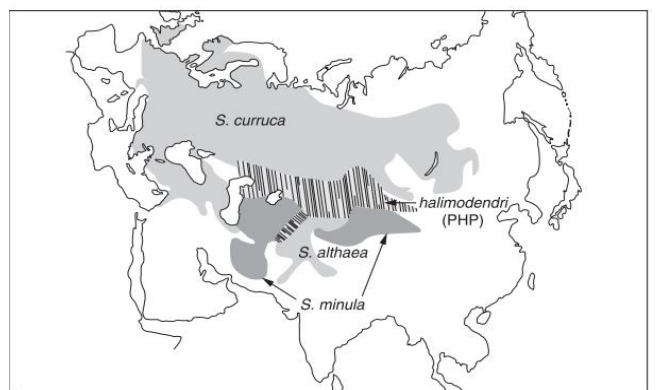 S. curruca
halimodendri
(PHP)
S. althaea
S. minula